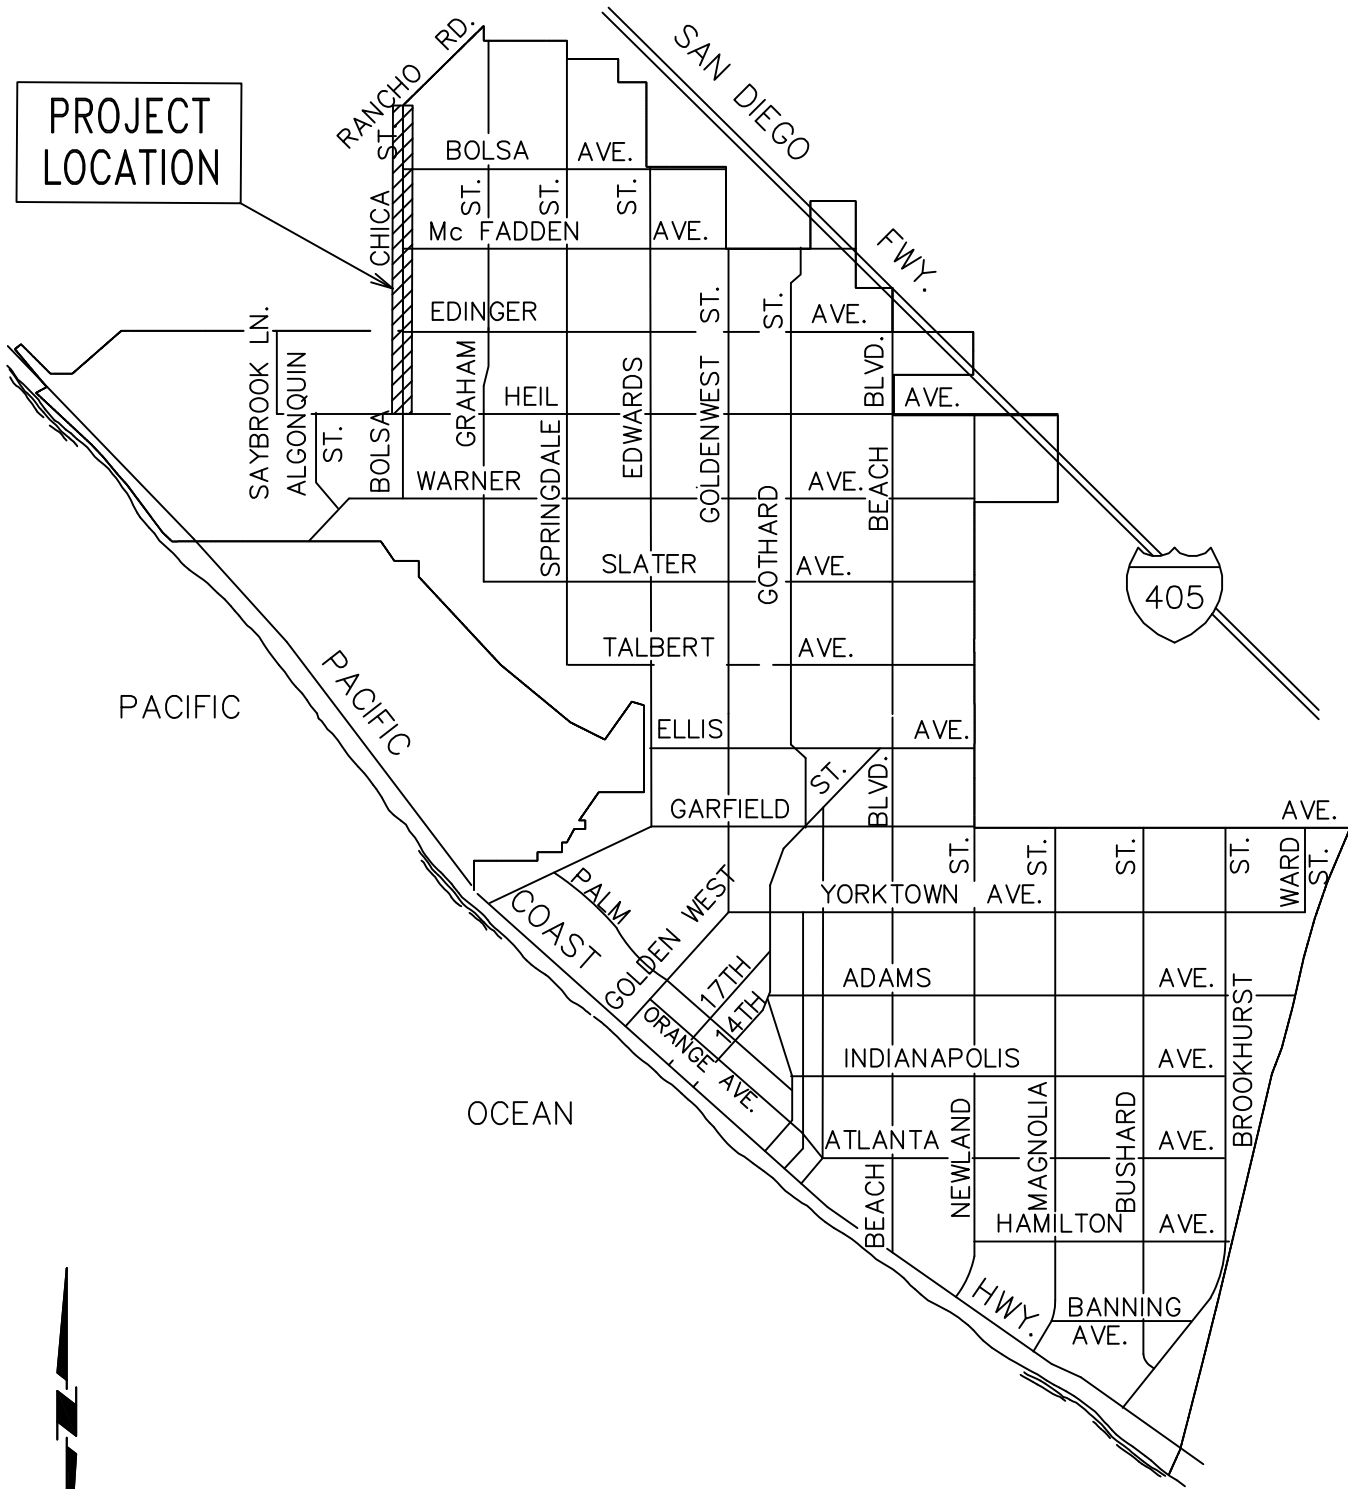 PROJECT
LOCATION
RANCHO RD.
SAN DIEGO FWY.
BOLSA AVE.
Mc FADDEN AVE.
EDINGER AVE.
HEIL AVE.
WARNER AVE.
SLATER AVE.
TALBERT AVE.
ELLIS AVE.
GARFIELD AVE.
YORKTOWN AVE.
ADAMS AVE.
INDIANAPOLIS AVE.
ATLANTA AVE.
HAMILTON AVE.
BANNING
AVE.
SAYBROOK LN.
ALGONQUIN
ST.
BOLSA CHICA ST.
GRAHAM ST.
SPRINGDALE ST.
EDWARDS ST.
GOLDENWEST ST.
GOTHARD ST.
BEACH BLVD.
405
ST.
BLVD.
BEACH
NEWLAND ST.
MAGNOLIA ST.
BUSHARD ST.
BROOKHURST ST.
WARD
ST.
PALM
GOLDEN WEST
17TH
14TH
ORANGE AVE.
PACIFIC
COAST
HWY.
PACIFIC
OCEAN